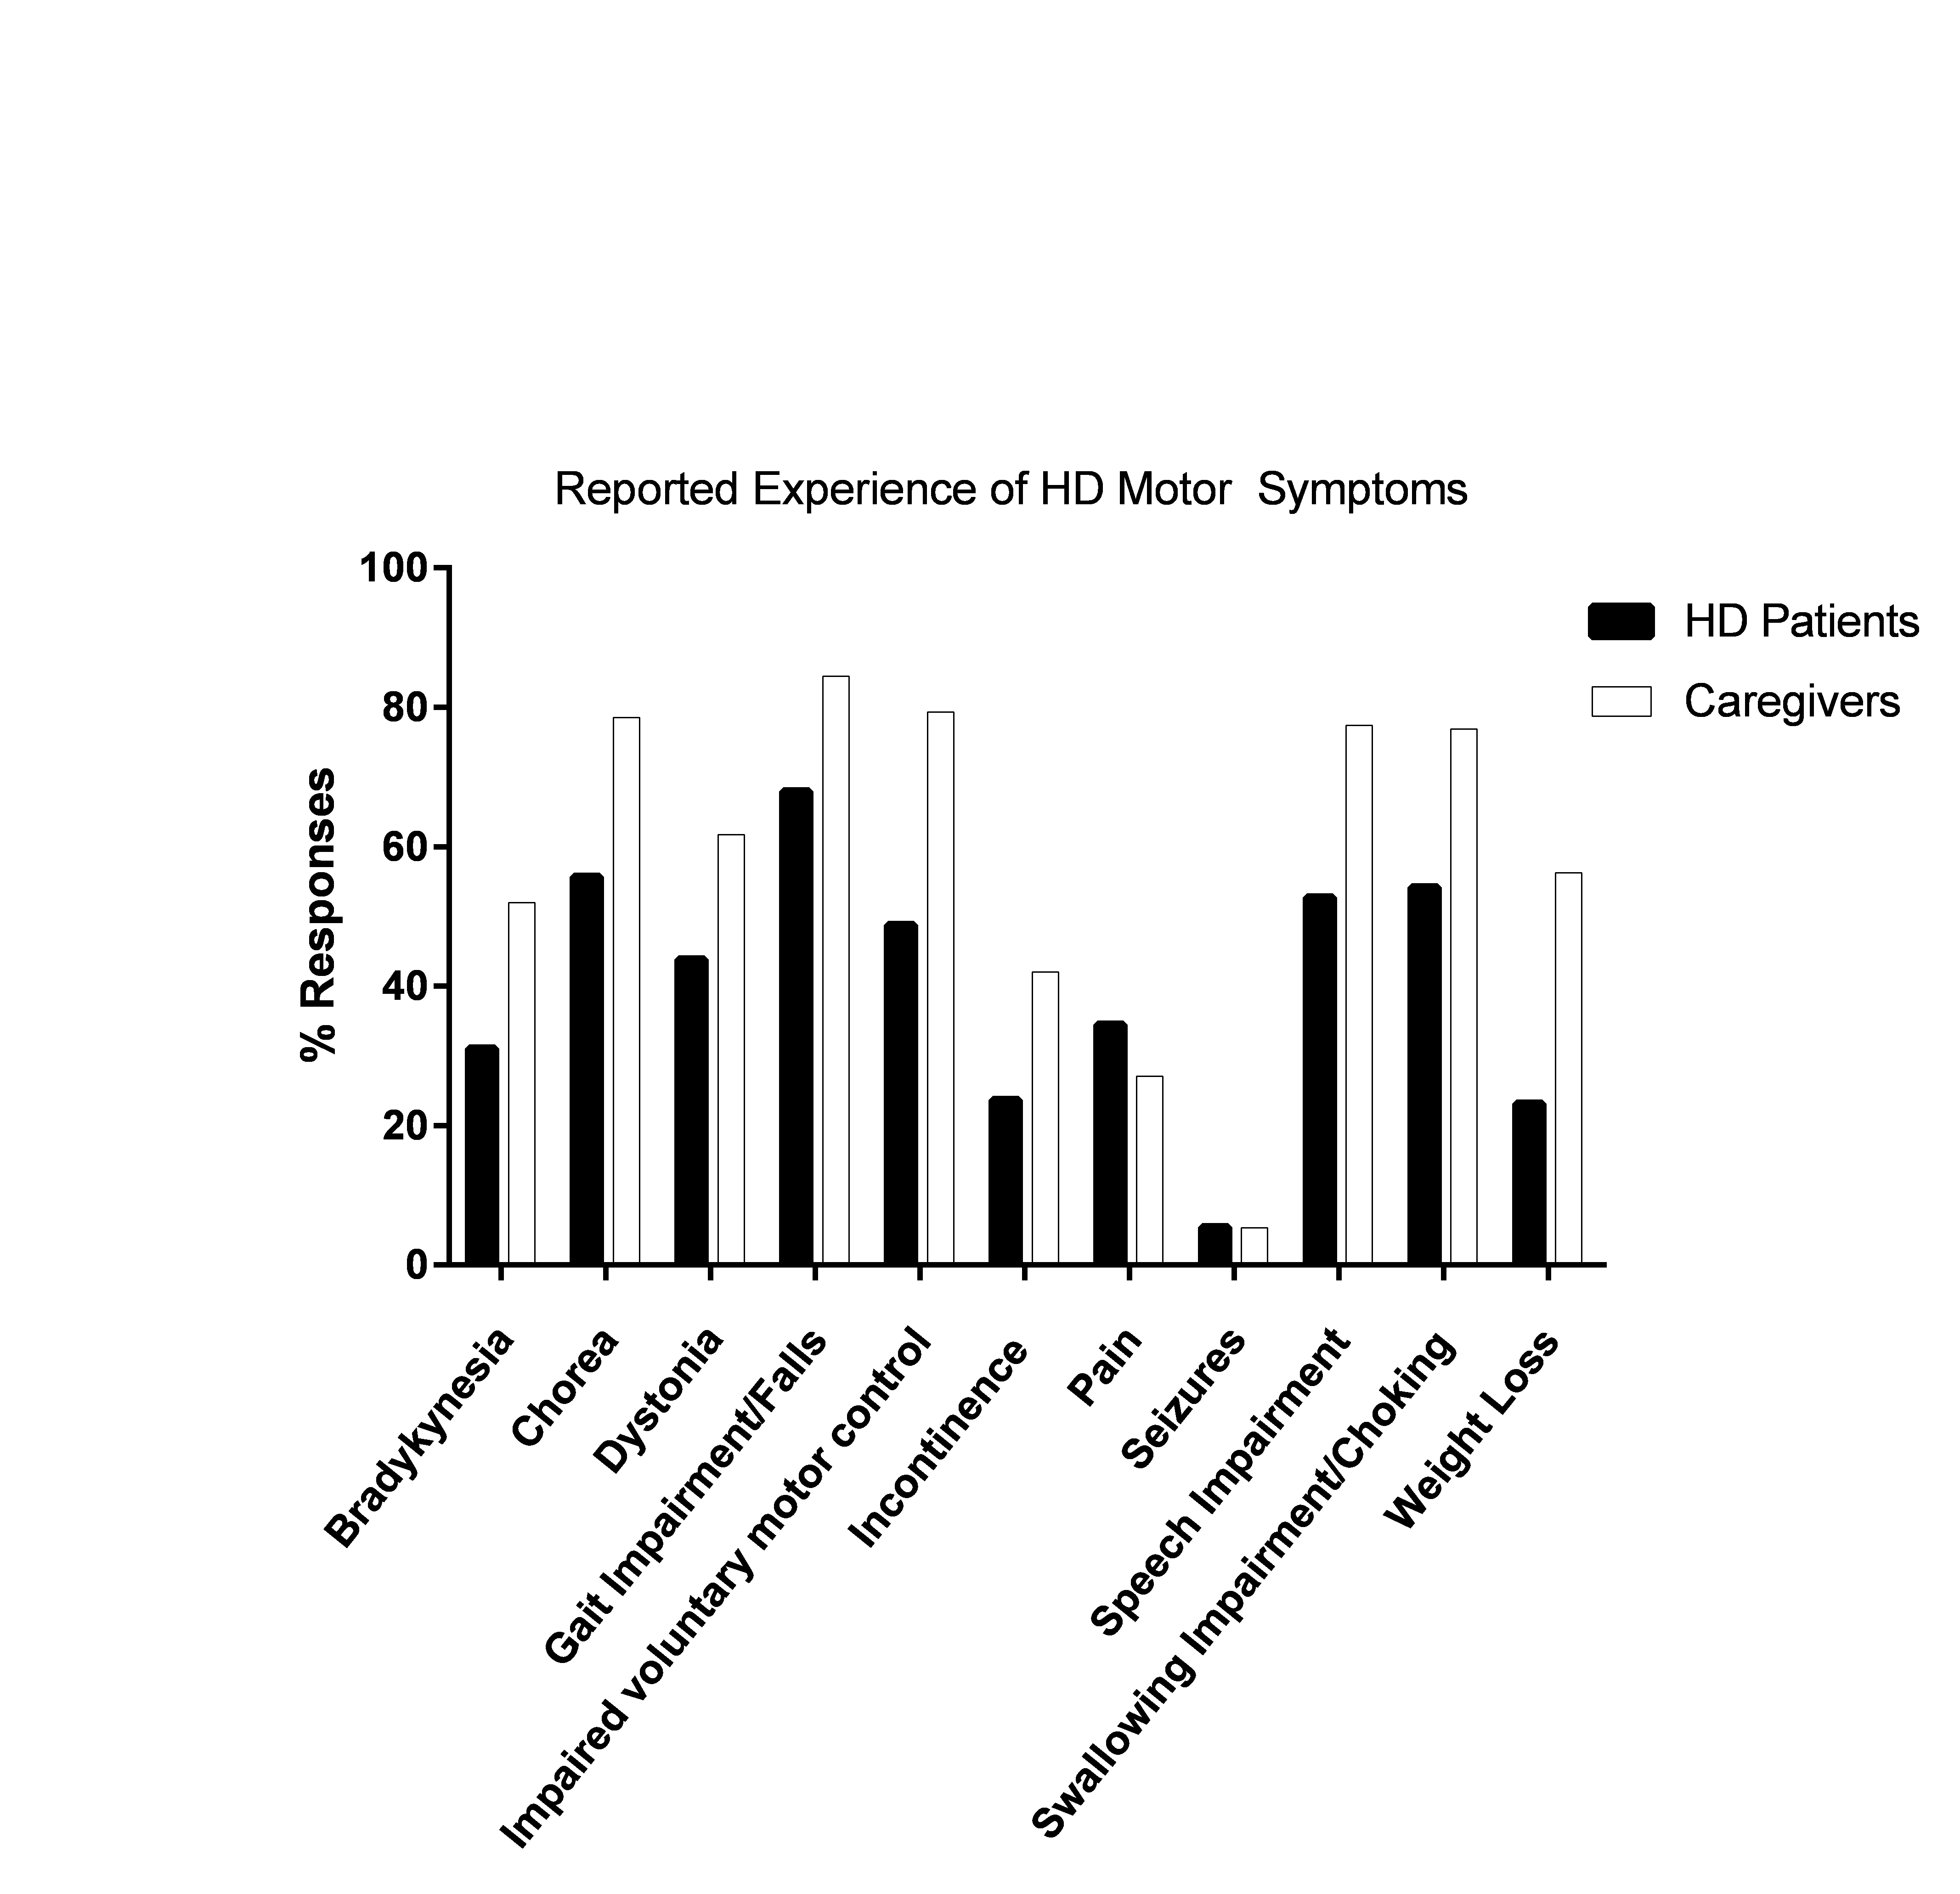 Reported Experience of HD Motor  Symptoms
100
80
60
40
20
0
% Responses
HD Patients
Caregivers
Bradykynesia
Chorea
Dystonia
Gait Impairment/Falls
Impaired voluntary motor control
Incontinence
Pain
Seizures
Speech Impairment
Swallowing Impairment/Choking
Weight Loss